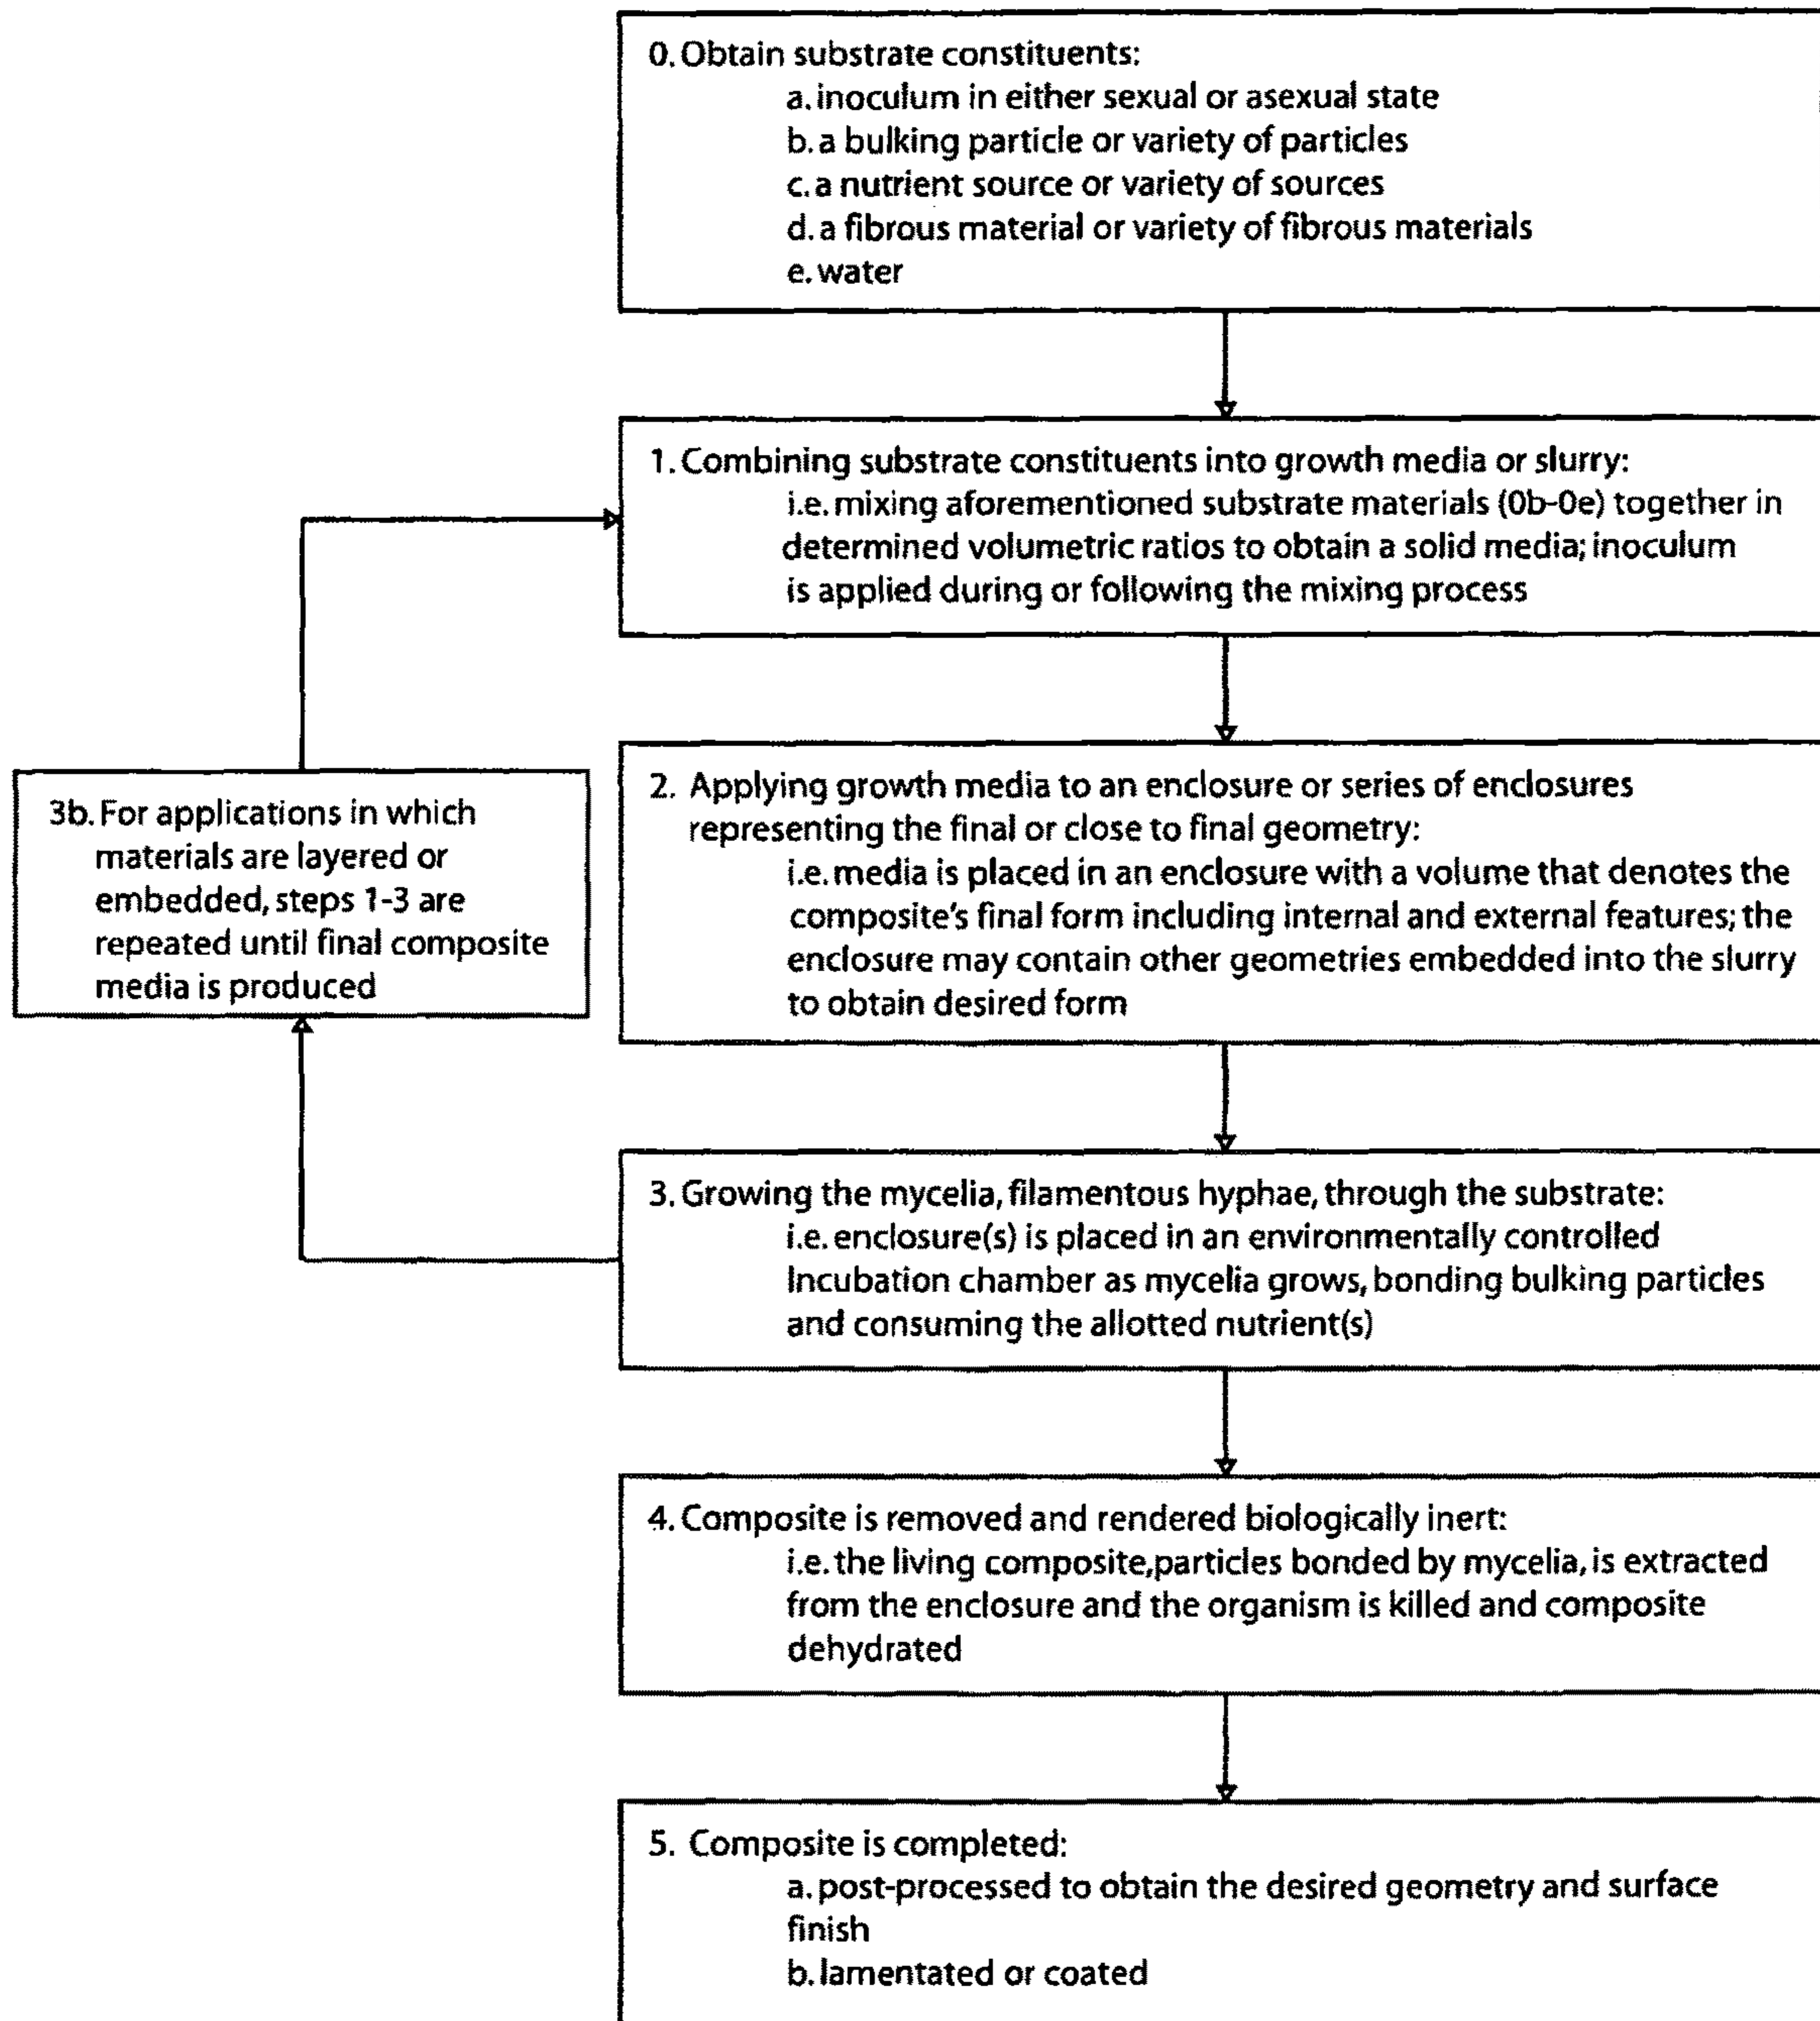 0. Obtain substrate constituents:
a. inoculum in either sexual or asexual state
b. a bulking particle or variety of particles
c. a nutrient source or variety of sources
d. a fibrous material or variety of fibrous materials
e. water
1. Combining substrate constituents into growth media or slurry:
i.e. mixing aforementioned substrate materials (0b-0e) together in
determined volumetric ratios to obtain a solid media; inoculum
is applied during or following the mixing process
2. Applying growth media to an enclosure or series of enclosures
representing the final or close to final geometry:
i.e. media is placed in an enclosure with a volume that denotes the
composite's final form including internal and external features; the
enclosure may contain other geometries embedded into the slurry
to obtain desired form
3b. For applications in which
materials are layered or
embedded, steps 1-3 are
repeated until final composite
media is produced
3. Growing the mycelia, filamentous hyphae, through the substrate:
i.e. enclosure(s) is placed in an environmentally controlled
Incubation chamber as mycelia grows, bonding bulking particles
and consuming the allotted nutrient(s)
4. Composite is removed and rendered biologically inert:
i.e. the living composite,particles bonded by mycelia, is extracted
from the enclosure and the organism is killed and composite
dehydrated
5. Composite is completed:
a. post-processed to obtain the desired geometry and surface
finish
b. lamentated or coated